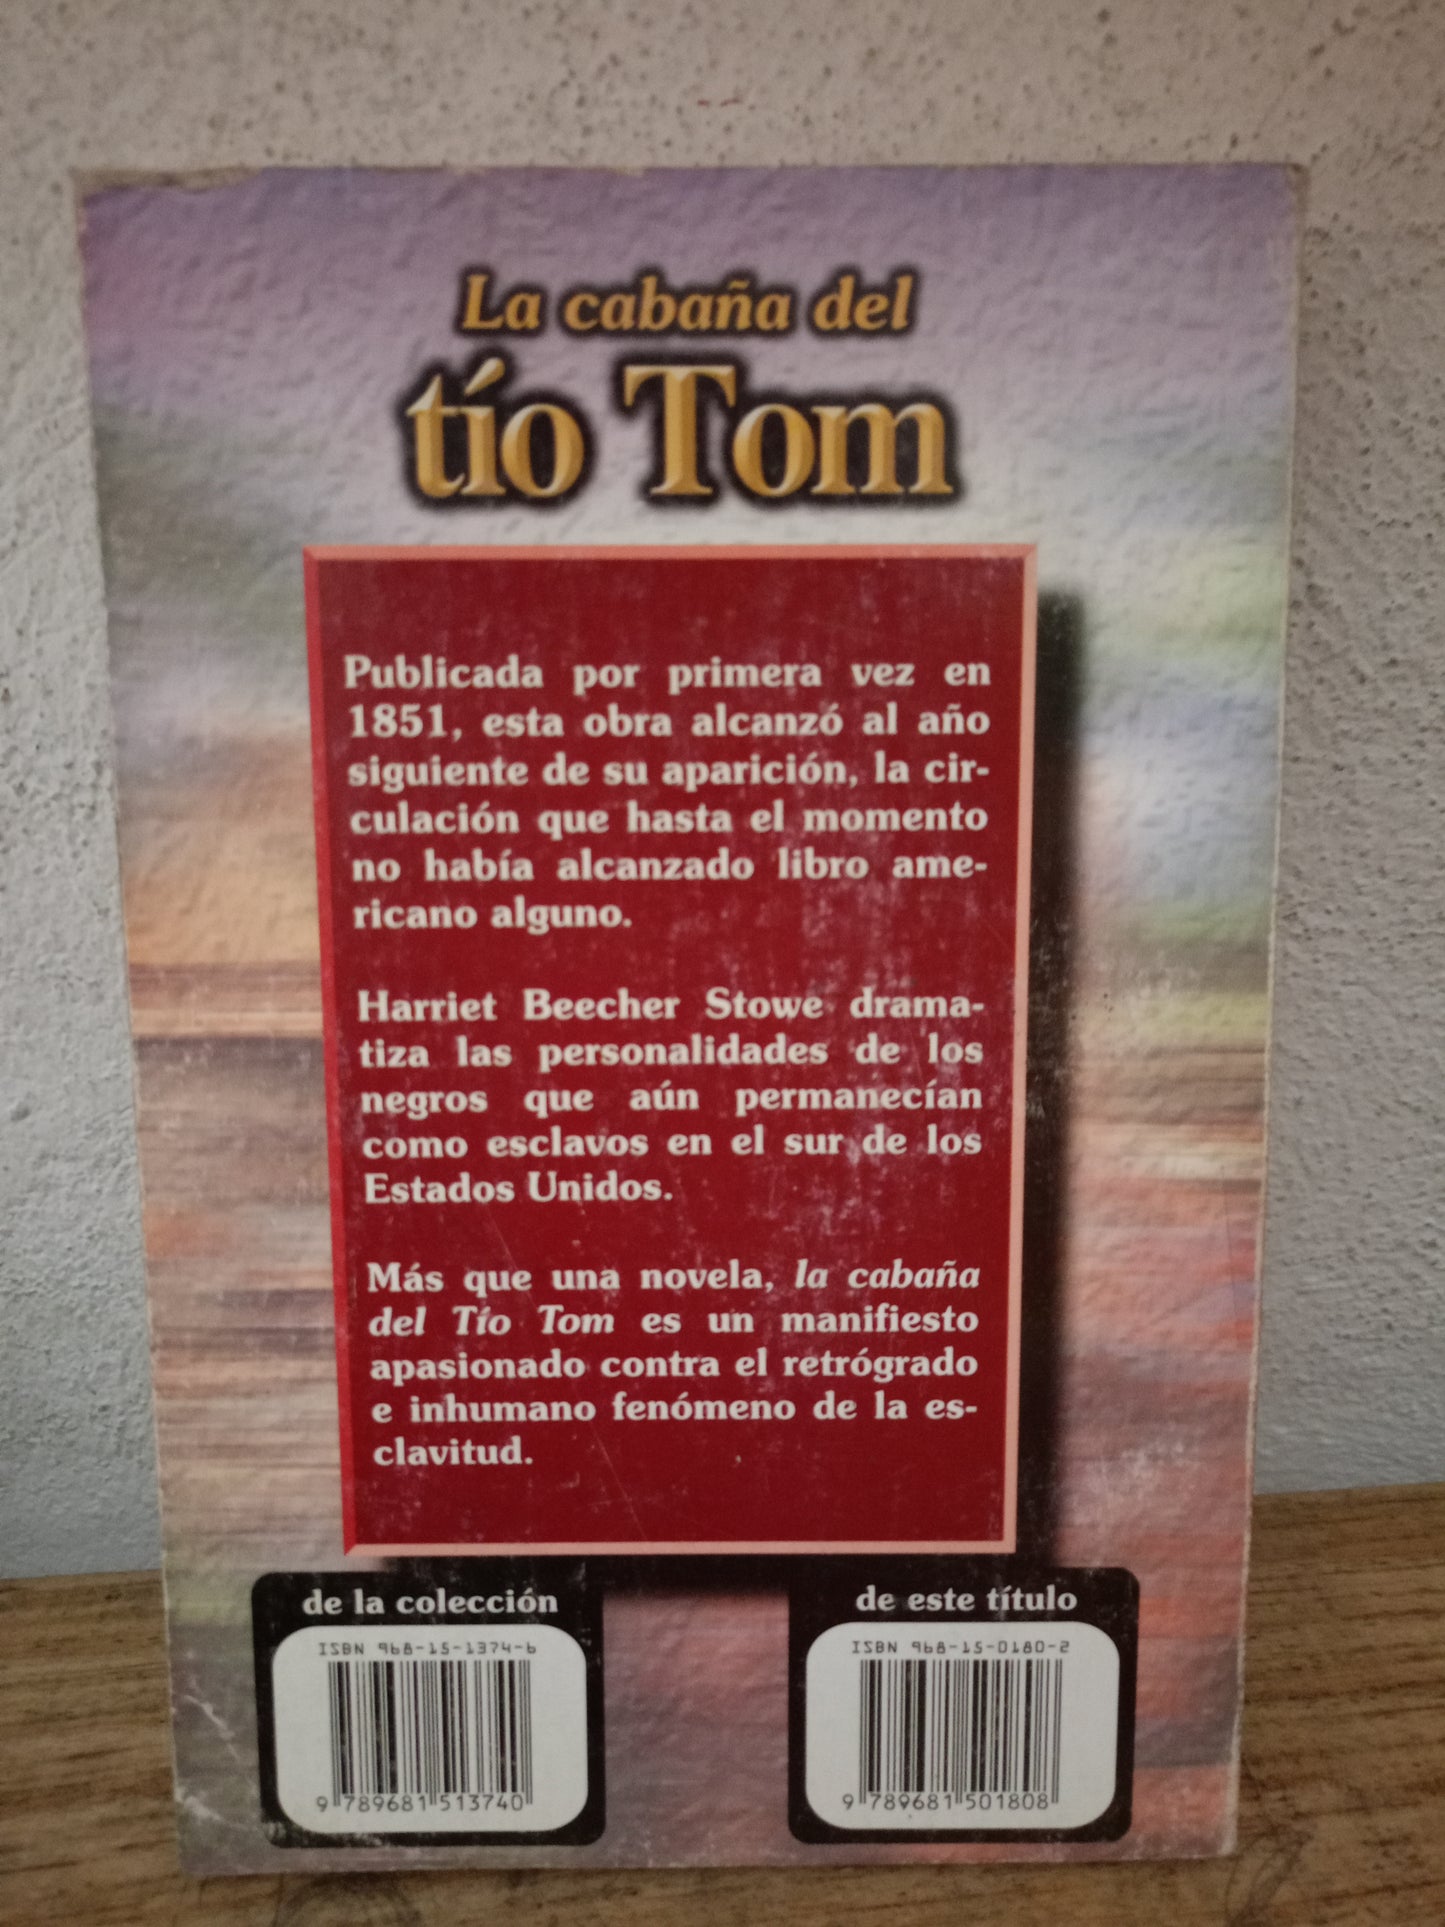 La cabaña del
tío Tom
Publicada por primera vez en
1851, esta obra alcanzó al año
siguiente de su aparición, la cir-
culación que hasta el momento
no había alcanzado libro ame-
ricano alguno.
Harriet Beecher Stowe drama-
tiza las personalidades de los
negros que aún permanecían
como esclavos en el sur de los
Estados Unidos.
Más que una novela, la cabaña
del Tío Tom es un manifiesto
apasionado contra el retrógrado
e inhumano fenómeno de la es-
clavitud.
de la colección
ISBN 968-15-1374-6
9 789681 513740
de este título
ISBN 968-15-0180-2
9 789681 501808